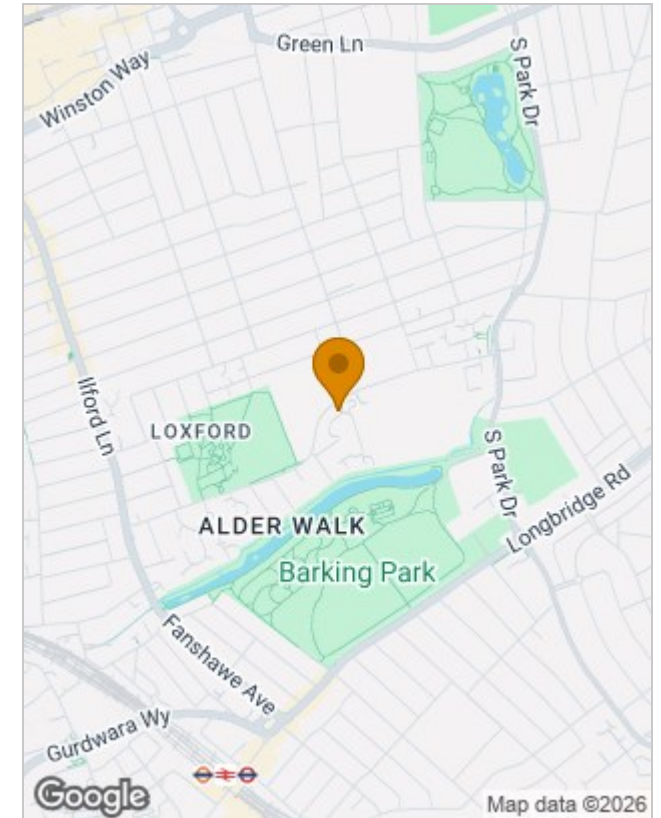 Green Ln
Winston Way
S Park Dr
Ilford Ln
LOXFORD
S Park Dr
Longbridge Rd
ALDER WALK
Barking Park
Fanshawe Ave
Gurdwara Wy
Google
Map data ©2026